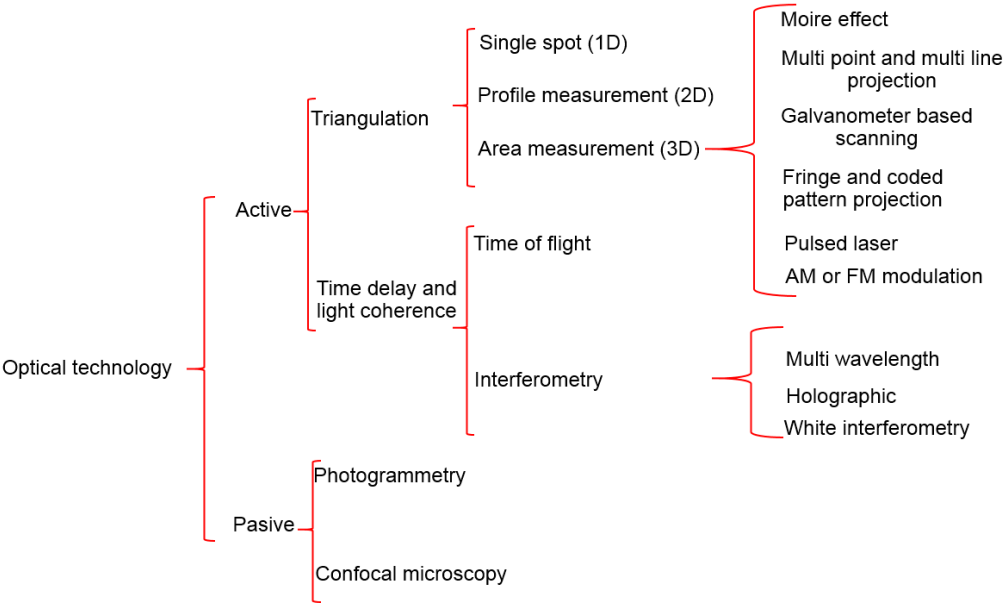 Optical technology
Active
Triangulation
Single spot (1D)
Profile measurement (2D)
Area measurement (3D)
Moire effect
Multi point and multi line
projection
Galvanometer based
scanning
Fringe and coded
pattern projection
Pulsed laser
AM or FM modulation
Time delay and
light coherence
Time of flight
Interferometry
Multi wavelength
Holographic
White interferometry
Pasive
Photogrammetry
Confocal microscopy